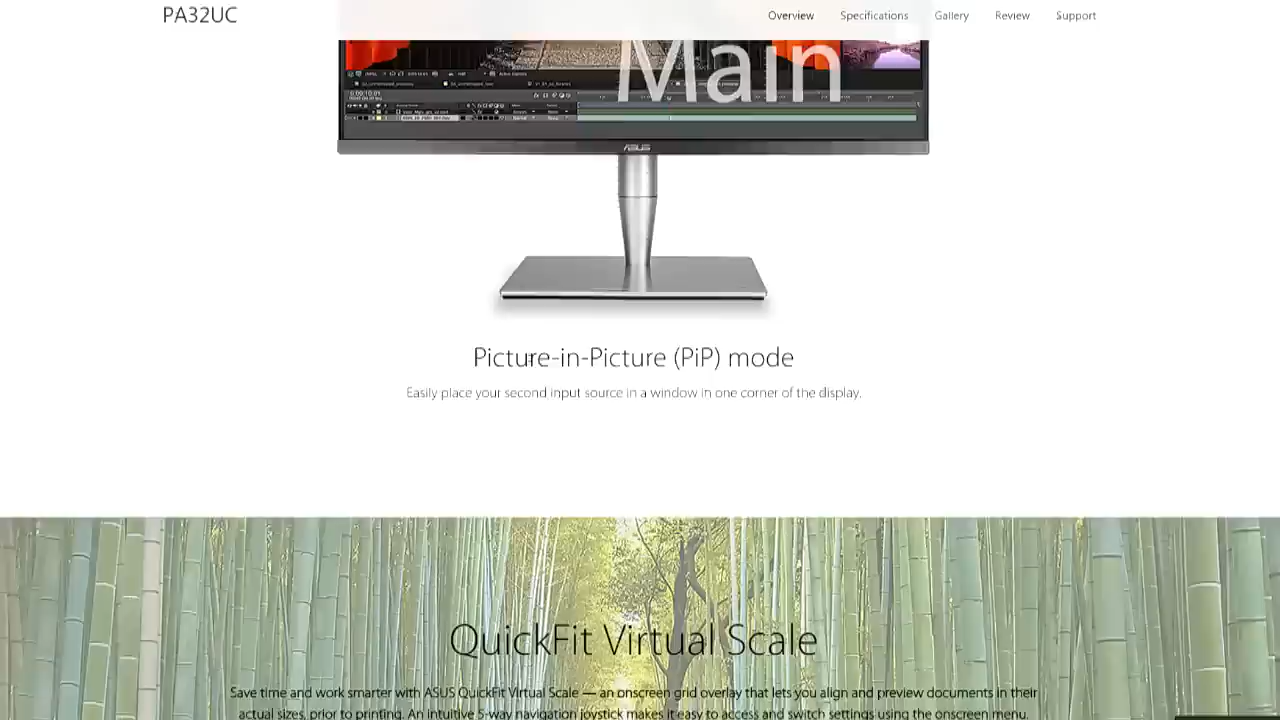 PA32UC
Overview Specifications Gallery Review Support
Main
ASUS
Picture-in-Picture (PiP) mode
Easily place your second input source in a window in one corner of the display.
QuickFit Virtual Scale
Save time and work smarter with ASUS QuickFit Virtual Scale — an onscreen grid overlay that lets you align and preview documents in their
actual sizes, prior to printing. An intuitive 5-way navigation joystick makes it easy to access and switch settings using the onscreen menu.